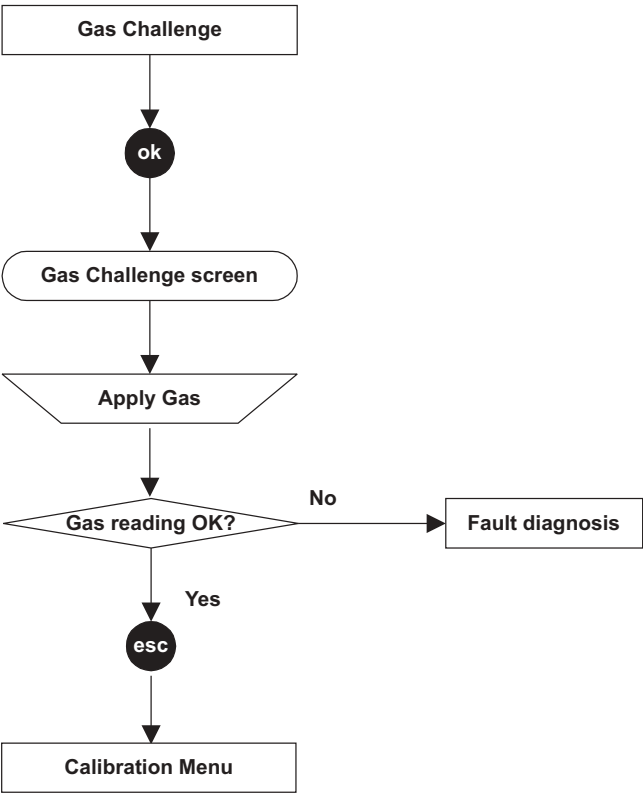 Gas Challenge
ok
Gas Challenge screen
Apply Gas
Gas reading OK?
No
Fault diagnosis
Yes
esc
Calibration Menu